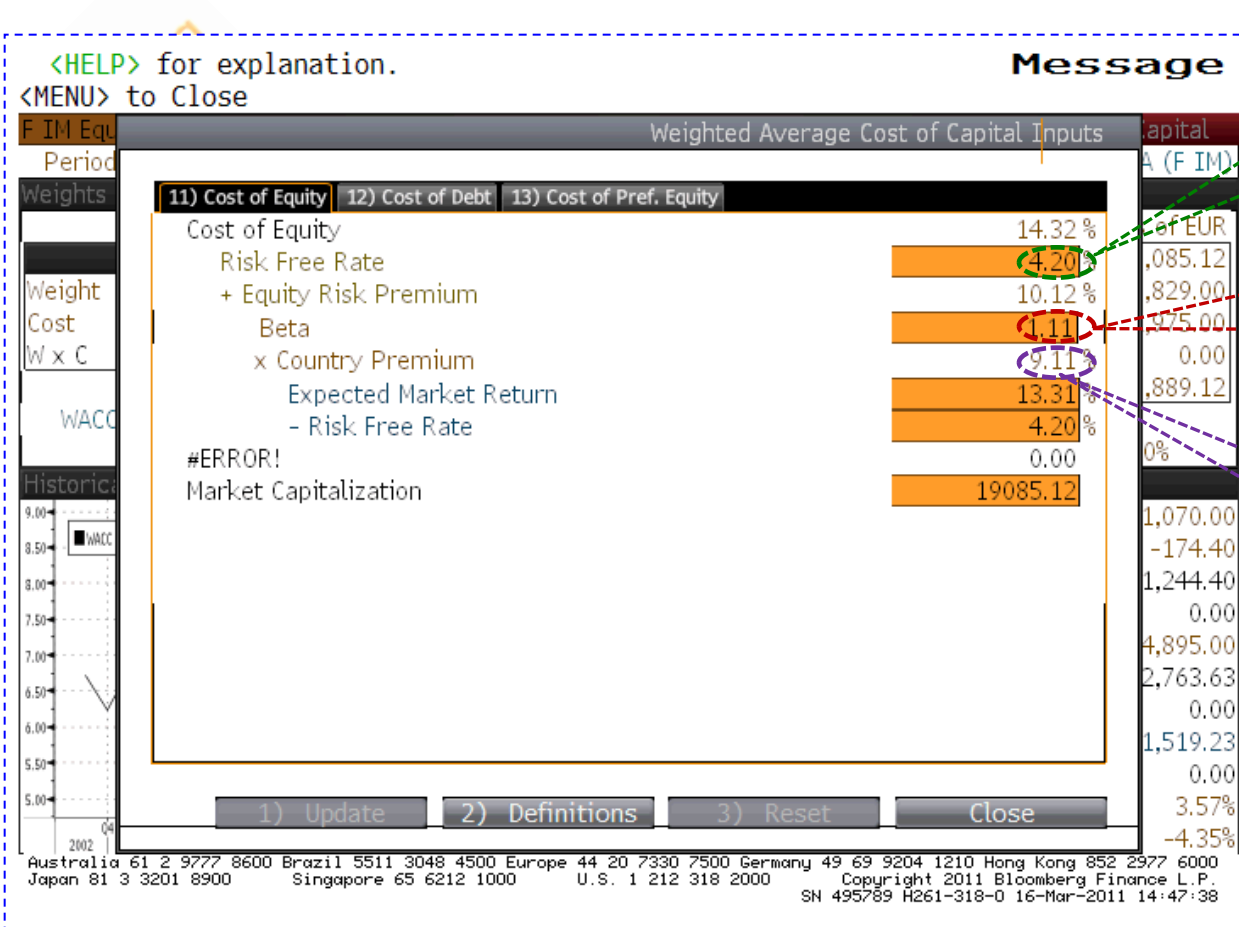 <HELP> for explanation. Message
<MENU> to Close
F IM Equ Weighted Average Cost of Capital Inputs apital
Period A (F IM)
Weights 11) Cost of Equity 12) Cost of Debt 13) Cost of Pref. Equity
Cost of Equity 14.32 % of EUR
Risk Free Rate 4.20 % ,085.12
Weight + Equity Risk Premium 10.12 % ,829.00
Cost Beta 1.11 ,975.00
W x C x Country Premium 9.11 % 0.00
Expected Market Return 13.31 % ,889.12
WACC - Risk Free Rate 4.20 %
#ERROR! 0.00 0%
Historica Market Capitalization 19085.12
9.00 1,070.00
WACC
8.50 -174.40
8.00 1,244.40
7.50 0.00
7.00 4,895.00
6.50 2,763.63
6.00 0.00
1,519.23
5.50 0.00
5.00 1) Update 2) Definitions 3) Reset Close 3.57%
Q4
2002 -4.35%
Australia 61 2 9777 8600 Brazil 5511 3048 4500 Europe 44 20 7330 7500 Germany 49 69 9204 1210 Hong Kong 852 2977 6000
Japan 81 3 3201 8900 Singapore 65 6212 1000 U.S. 1 212 318 2000 Copyright 2011 Bloomberg Finance L.P.
SN 495789 H261-318-0 16-Mar-2011 14:47:38